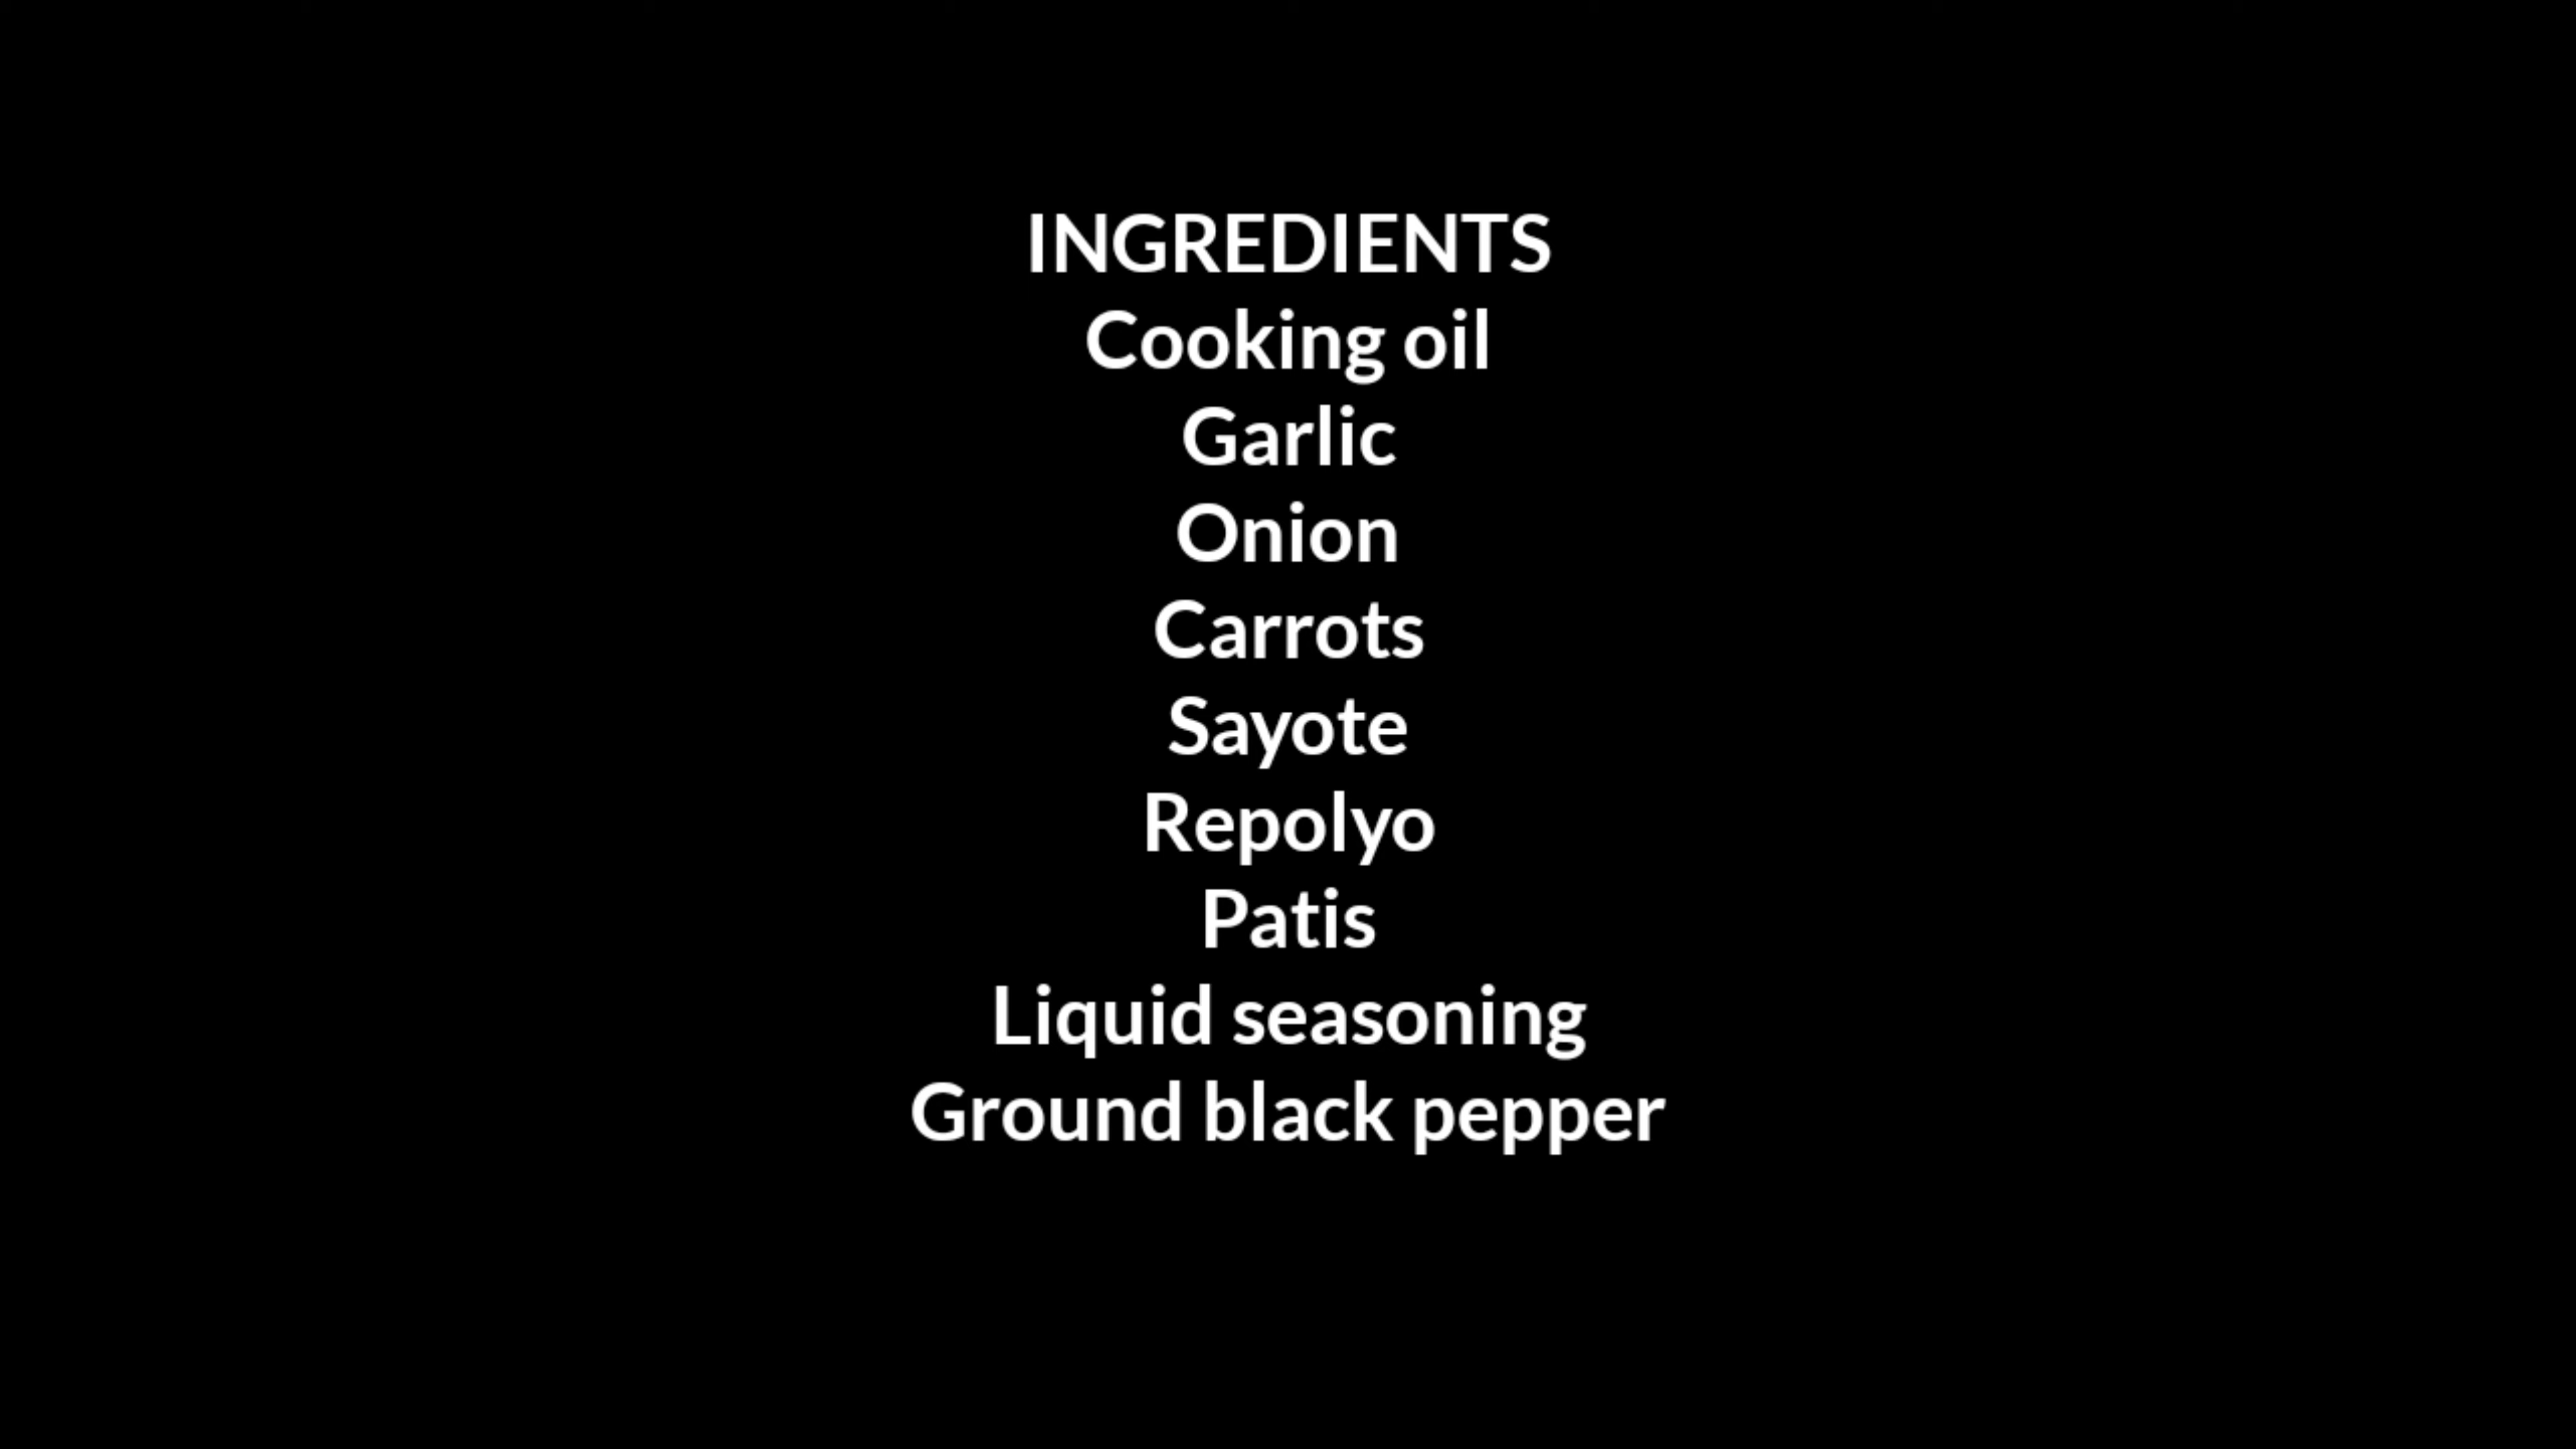 INGREDIENTS
Cooking oil
Garlic
Onion
Carrots
Sayote
Repolyo
Patis
Liquid seasoning
Ground black pepper